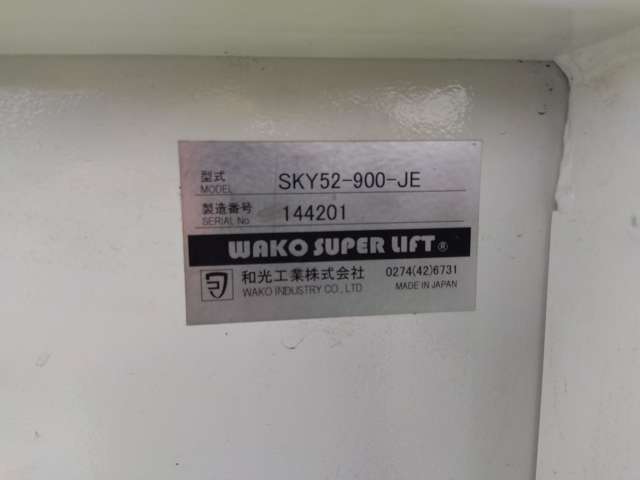 型式 SKY52-900-JE
MODEL
製造番号 144201
SERIAL No
WAKO SUPER LIFT®
和光工業株式会社 0274(42)6731
WAKO INDUSTRY CO., LTD MADE IN JAPAN